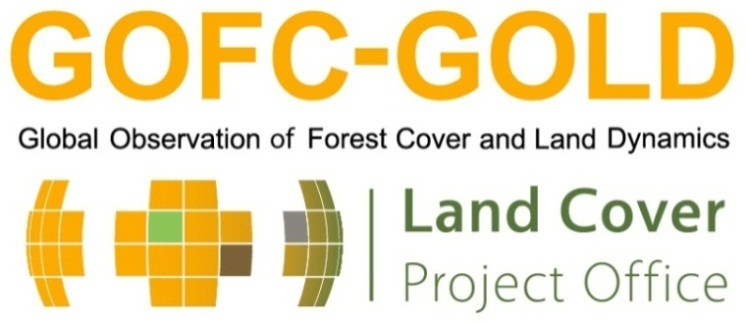 GOFC-GOLD
Global Observation of Forest Cover and Land Dynamics
Land Cover
Project Office